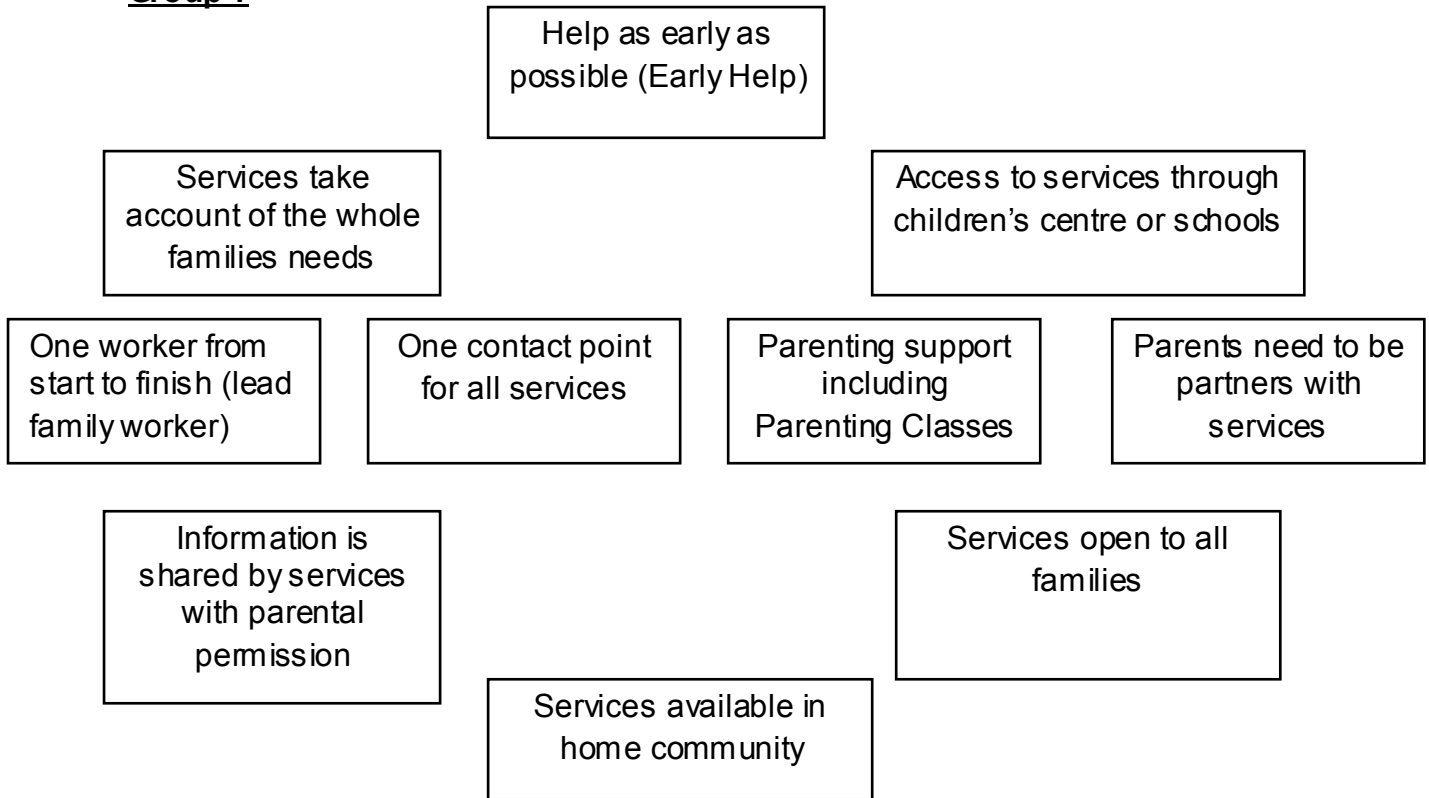 Help as early as
possible (Early Help)
Services take
account of the whole
families needs
Access to services through
children's centre or schools
One worker from
start to finish (lead
family worker)
One contact point
for all services
Parenting support
including
Parenting Classes
Parents need to be
partners with
services
Information is
shared by services
with parental
permission
Services open to all
families
Services available in
home community